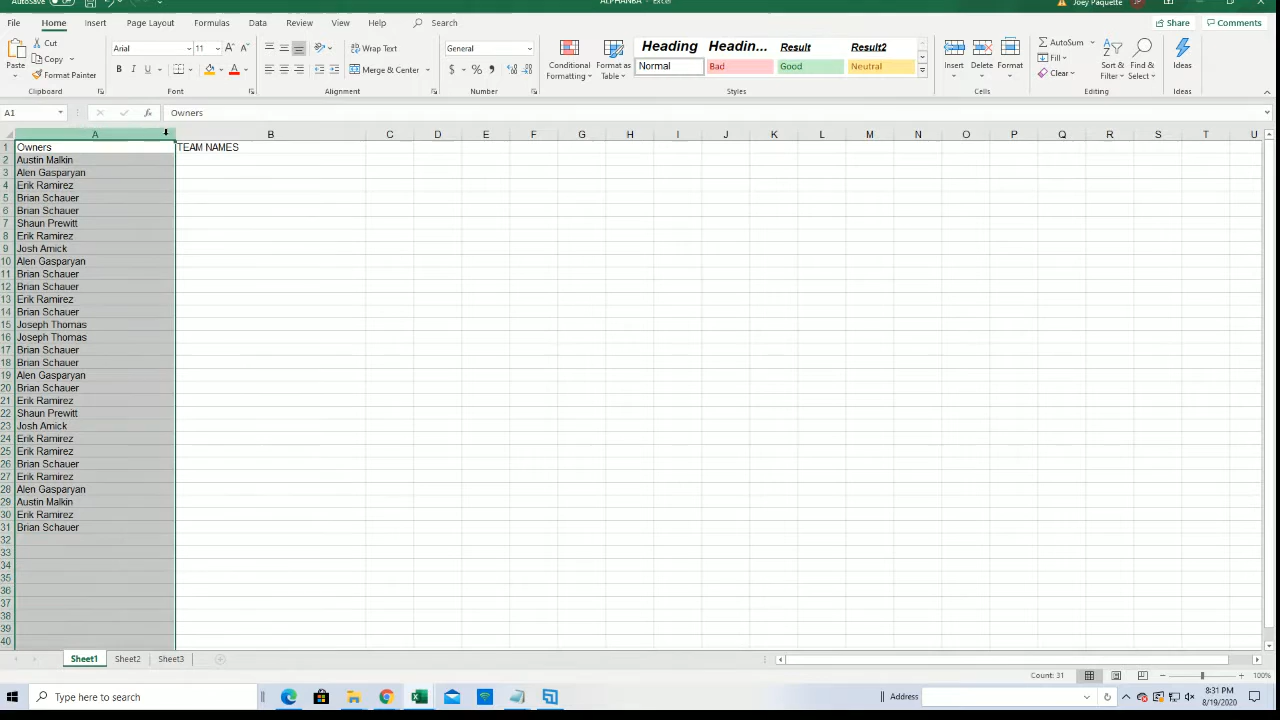 AutoSave
ALPHANBA - Excel
Joey Paquette
JP
File Home Insert Page Layout Formulas Data Review View Help Search
Share Comments
Paste
Cut
Copy
Format Painter
Clipboard
Arial 11
B I U
Font
Wrap Text
Merge & Center
Alignment
General
$ % 9
Number
Conditional Formatting
Format as Table
Heading Headin... Result Result2
Normal Bad Good Neutral
Styles
Insert Delete Format
Cells
AutoSum
Fill
Clear
Sort & Filter
Find & Select
Editing
Ideas
Ideas
A1 fx Owners
A B C D E F G H I J K L M N O P Q R S T U
1 Owners TEAM NAMES
2 Austin Malkin
3 Alen Gasparyan
4 Erik Ramirez
5 Brian Schauer
6 Brian Schauer
7 Shaun Prewitt
8 Erik Ramirez
9 Josh Amick
10 Alen Gasparyan
11 Brian Schauer
12 Brian Schauer
13 Erik Ramirez
14 Brian Schauer
15 Joseph Thomas
16 Joseph Thomas
17 Brian Schauer
18 Brian Schauer
19 Alen Gasparyan
20 Brian Schauer
21 Erik Ramirez
22 Shaun Prewitt
23 Josh Amick
24 Erik Ramirez
25 Erik Ramirez
26 Brian Schauer
27 Erik Ramirez
28 Alen Gasparyan
29 Austin Malkin
30 Erik Ramirez
31 Brian Schauer
32
33
34
35
36
37
38
39
40
Sheet1 Sheet2 Sheet3
Count: 31 100%
Type here to search
Address
8:31 PM
8/19/2020